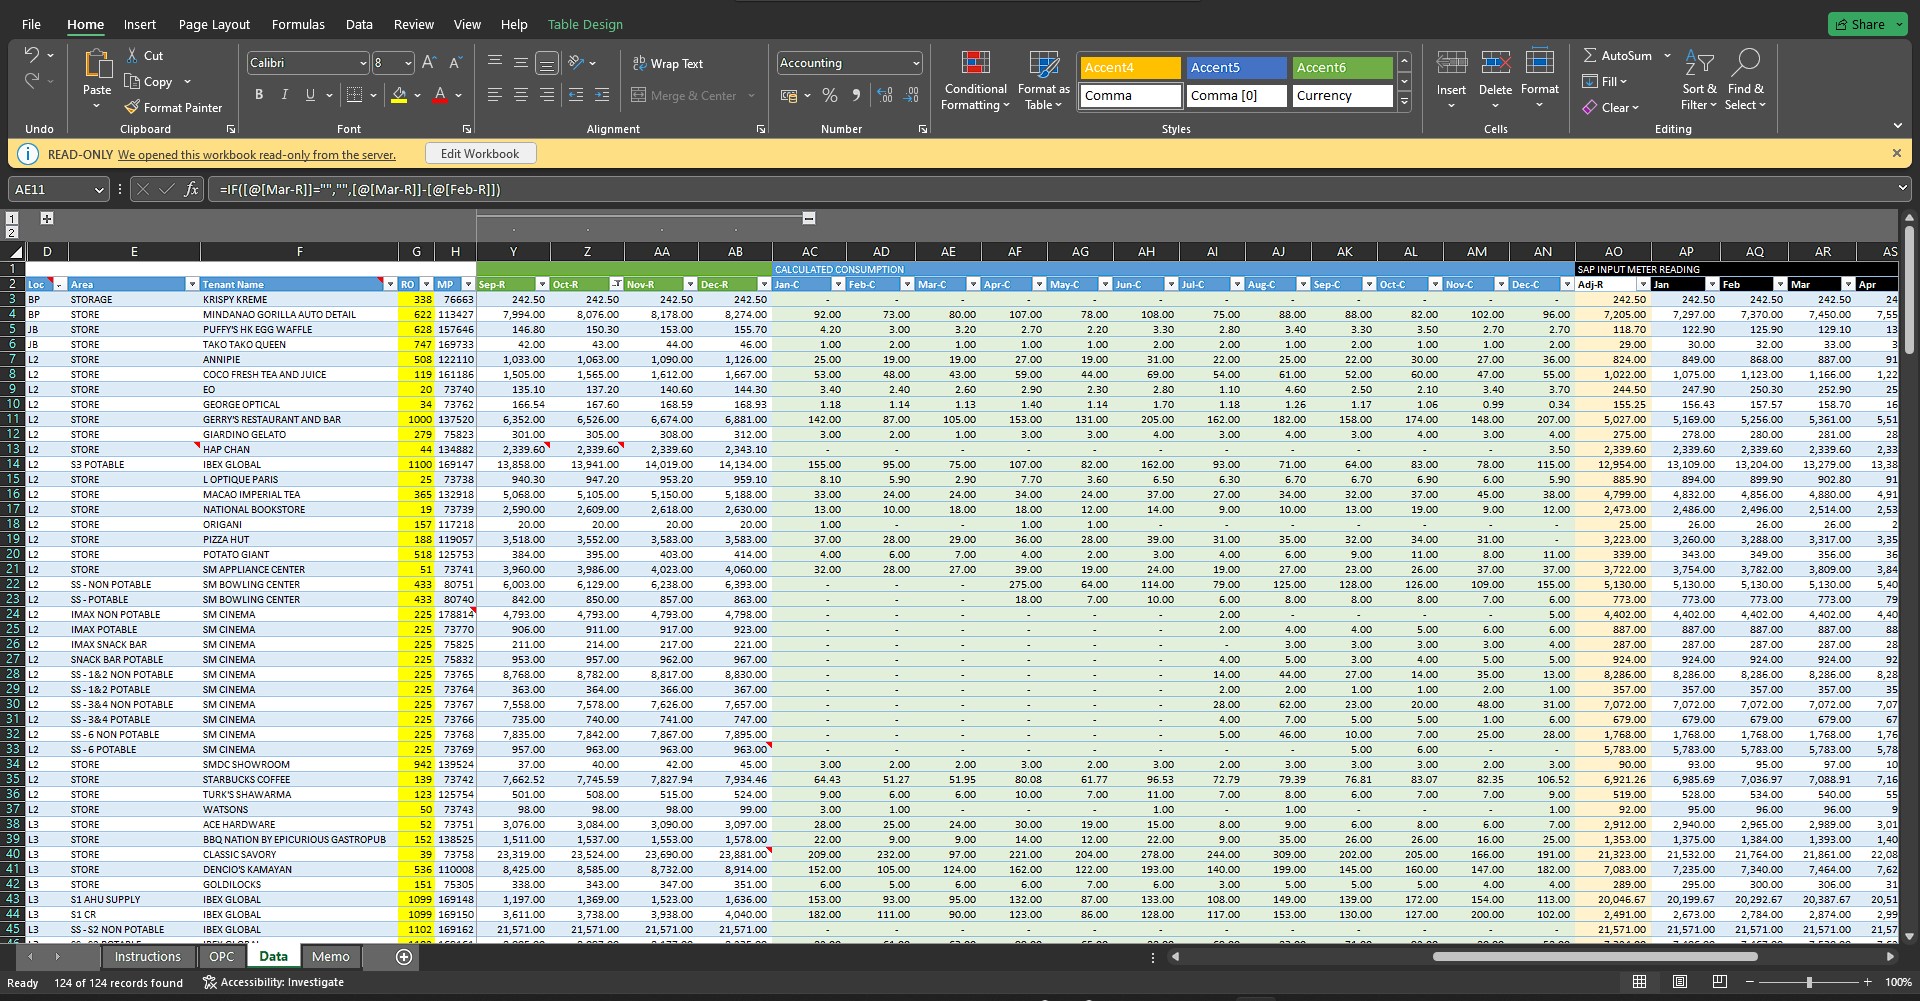 File Home Insert Page Layout Formulas Data Review View Help Table Design Share
Cut
Copy
Format Painter
Paste
Calibri 8
B I U
Wrap Text
Merge & Center
Accounting
Conditional Formatting
Format as Table
Accent4 Accent5 Accent6
Comma Comma [0] Currency
Insert Delete Format
AutoSum
Fill
Clear
Sort & Filter
Find & Select
Undo Clipboard Font Alignment Number Styles Cells Editing
READ-ONLY We opened this workbook read-only from the server. Edit Workbook
AE11 fx =IF([@[Mar-R]]="","",[@[Mar-R]]-[@[Feb-R]])
1
2
D E F G H Y Z AA AB AC AD AE AF AG AH AI AJ AK AL AM AN AO AP AQ AR AS
1 CALCULATED CONSUMPTION SAP INPUT METER READING
2 Loc Area Tenant Name RO MP Sep-R Oct-R Nov-R Dec-R Jan-C Feb-C Mar-C Apr-C May-C Jun-C Jul-C Aug-C Sep-C Oct-C Nov-C Dec-C Adj-R Jan Feb Mar Apr
3 BP STORAGE KRISPY KREME 338 76663 242.50 242.50 242.50 242.50 - - - - - - - - - - - - 242.50 242.50 242.50 242.50 24
4 BP STORE MINDANAO GORILLA AUTO DETAIL 622 113427 7,994.00 8,076.00 8,178.00 8,274.00 92.00 73.00 80.00 107.00 78.00 108.00 75.00 88.00 88.00 82.00 102.00 96.00 7,205.00 7,297.00 7,370.00 7,450.00 7,55
5 JB STORE PUFFY'S HK EGG WAFFLE 628 157646 146.80 150.30 153.00 155.70 4.20 3.00 3.20 2.70 2.20 3.30 2.80 3.40 3.30 3.50 2.70 2.70 118.70 122.90 125.90 129.10 13
6 JB STORE TAKO TAKO QUEEN 747 169733 42.00 43.00 44.00 46.00 1.00 2.00 1.00 1.00 1.00 2.00 2.00 1.00 1.00 1.00 1.00 2.00 29.00 30.00 32.00 33.00 3
7 L2 STORE ANNIPIE 508 122110 1,033.00 1,063.00 1,090.00 1,126.00 25.00 19.00 19.00 27.00 19.00 31.00 22.00 25.00 22.00 30.00 27.00 36.00 824.00 849.00 868.00 887.00 91
8 L2 STORE COCO FRESH TEA AND JUICE 119 161186 1,505.00 1,565.00 1,612.00 1,667.00 53.00 48.00 43.00 59.00 44.00 69.00 54.00 61.00 52.00 60.00 47.00 55.00 1,022.00 1,075.00 1,123.00 1,166.00 1,22
9 L2 STORE EO 20 73740 135.10 137.20 140.60 144.30 3.40 2.40 2.60 2.90 2.30 2.80 1.10 4.60 2.50 2.10 3.40 3.70 244.50 247.90 250.30 252.90 25
10 L2 STORE GEORGE OPTICAL 34 73762 166.54 167.60 168.59 168.93 1.18 1.14 1.13 1.40 1.14 1.70 1.18 1.26 1.17 1.06 0.99 0.34 155.25 156.43 157.57 158.70 16
11 L2 STORE GERRY'S RESTAURANT AND BAR 1000 137520 6,352.00 6,526.00 6,674.00 6,881.00 142.00 87.00 105.00 153.00 131.00 205.00 162.00 182.00 158.00 174.00 148.00 207.00 5,027.00 5,169.00 5,256.00 5,361.00 5,51
12 L2 STORE GIARDINO GELATO 279 75823 301.00 305.00 308.00 312.00 3.00 2.00 1.00 3.00 3.00 4.00 3.00 4.00 3.00 4.00 3.00 4.00 275.00 278.00 280.00 281.00 28
13 L2 STORE HAP CHAN 44 134882 2,339.60 2,339.60 2,339.60 2,343.10 - - - - - - - - - - - 3.50 2,339.60 2,339.60 2,339.60 2,339.60 2,33
14 L2 S3 POTABLE IBEX GLOBAL 1100 169147 13,858.00 13,941.00 14,019.00 14,134.00 155.00 95.00 75.00 107.00 82.00 162.00 93.00 71.00 64.00 83.00 78.00 115.00 12,954.00 13,109.00 13,204.00 13,279.00 13,38
15 L2 STORE L OPTIQUE PARIS 25 73738 940.30 947.20 953.20 959.10 8.10 5.90 2.90 7.70 3.60 6.50 6.30 6.70 6.70 6.90 6.00 5.90 885.90 894.00 899.90 902.80 91
16 L2 STORE MACAO IMPERIAL TEA 365 132918 5,068.00 5,105.00 5,150.00 5,188.00 33.00 24.00 24.00 34.00 24.00 37.00 27.00 34.00 32.00 37.00 45.00 38.00 4,799.00 4,832.00 4,856.00 4,880.00 4,91
17 L2 STORE NATIONAL BOOKSTORE 19 73739 2,590.00 2,609.00 2,618.00 2,630.00 13.00 10.00 18.00 18.00 12.00 14.00 9.00 10.00 13.00 19.00 9.00 12.00 2,473.00 2,486.00 2,496.00 2,514.00 2,53
18 L2 STORE ORIGANI 157 117218 20.00 20.00 20.00 20.00 1.00 - - 1.00 1.00 1.00 - - - - - - 25.00 26.00 26.00 26.00 2
19 L2 STORE PIZZA HUT 188 119057 3,518.00 3,552.00 3,583.00 3,583.00 37.00 28.00 29.00 36.00 28.00 39.00 31.00 35.00 32.00 34.00 31.00 - 3,223.00 3,260.00 3,288.00 3,317.00 3,35
20 L2 STORE POTATO GIANT 518 125753 384.00 395.00 403.00 414.00 4.00 6.00 7.00 4.00 2.00 3.00 4.00 6.00 9.00 11.00 8.00 11.00 339.00 343.00 349.00 356.00 36
21 L2 STORE SM APPLIANCE CENTER 51 73741 3,960.00 3,986.00 4,023.00 4,060.00 32.00 28.00 27.00 39.00 19.00 24.00 19.00 27.00 23.00 26.00 37.00 37.00 3,722.00 3,754.00 3,782.00 3,809.00 3,84
22 L2 SS - NON POTABLE SM BOWLING CENTER 433 80751 6,003.00 6,129.00 6,238.00 6,393.00 - - - 275.00 64.00 114.00 79.00 125.00 128.00 126.00 109.00 155.00 5,130.00 5,130.00 5,130.00 5,130.00 5,40
23 L2 SS - POTABLE SM BOWLING CENTER 433 80740 842.00 850.00 857.00 863.00 - - - 18.00 7.00 10.00 6.00 8.00 8.00 8.00 7.00 6.00 773.00 773.00 773.00 773.00 79
24 L2 IMAX NON POTABLE SM CINEMA 225 178814 4,793.00 4,793.00 4,793.00 4,798.00 - - - - - - 2.00 - - - - 5.00 4,402.00 4,402.00 4,402.00 4,402.00 4,40
25 L2 IMAX POTABLE SM CINEMA 225 73770 906.00 911.00 917.00 923.00 - - - - - - 2.00 4.00 4.00 5.00 6.00 6.00 887.00 887.00 887.00 887.00 88
26 L2 IMAX SNACK BAR SM CINEMA 225 75825 211.00 214.00 217.00 221.00 - - - - - - - 3.00 3.00 3.00 3.00 4.00 287.00 287.00 287.00 287.00 28
27 L2 SNACK BAR POTABLE SM CINEMA 225 75832 953.00 957.00 962.00 967.00 - - - - - - 4.00 5.00 3.00 4.00 5.00 5.00 924.00 924.00 924.00 924.00 92
28 L2 SS - 1&2 NON POTABLE SM CINEMA 225 73765 8,768.00 8,782.00 8,817.00 8,830.00 - - - - - - 14.00 44.00 27.00 14.00 35.00 13.00 8,286.00 8,286.00 8,286.00 8,286.00 8,28
29 L2 SS - 1&2 POTABLE SM CINEMA 225 73764 363.00 364.00 366.00 367.00 - - - - - - 2.00 2.00 1.00 1.00 2.00 1.00 357.00 357.00 357.00 357.00 35
30 L2 SS - 3&4 NON POTABLE SM CINEMA 225 73767 7,558.00 7,578.00 7,626.00 7,657.00 - - - - - - 28.00 62.00 23.00 20.00 48.00 31.00 7,072.00 7,072.00 7,072.00 7,072.00 7,07
31 L2 SS - 3&4 POTABLE SM CINEMA 225 73766 735.00 740.00 741.00 747.00 - - - - - - 4.00 7.00 5.00 5.00 1.00 6.00 679.00 679.00 679.00 679.00 67
32 L2 SS - 6 NON POTABLE SM CINEMA 225 73768 7,835.00 7,842.00 7,867.00 7,895.00 - - - - - - 5.00 46.00 10.00 7.00 25.00 28.00 1,768.00 1,768.00 1,768.00 1,768.00 1,76
33 L2 SS - 6 POTABLE SM CINEMA 225 73769 957.00 963.00 963.00 963.00 - - - - - - - - 5.00 6.00 - - 5,783.00 5,783.00 5,783.00 5,783.00 5,78
34 L2 STORE SMDC SHOWROOM 942 139524 37.00 40.00 42.00 45.00 3.00 2.00 2.00 3.00 2.00 3.00 3.00 3.00 3.00 3.00 2.00 3.00 90.00 93.00 95.00 97.00 10
35 L2 STORE STARBUCKS COFFEE 139 73742 7,662.52 7,745.59 7,827.94 7,934.46 64.43 51.27 51.95 80.08 61.77 96.53 72.79 79.39 76.81 83.07 82.35 106.52 6,921.26 6,985.69 7,036.97 7,088.91 7,16
36 L2 STORE TURK'S SHAWARMA 123 125754 501.00 508.00 515.00 524.00 9.00 6.00 6.00 10.00 7.00 11.00 7.00 8.00 6.00 7.00 7.00 9.00 519.00 528.00 534.00 540.00 55
37 L2 STORE WATSONS 50 73743 98.00 98.00 98.00 99.00 3.00 1.00 - - - 1.00 - 1.00 - - - 1.00 92.00 95.00 96.00 96.00 9
38 L3 STORE ACE HARDWARE 52 73751 3,076.00 3,084.00 3,090.00 3,097.00 28.00 25.00 24.00 30.00 19.00 15.00 8.00 9.00 6.00 8.00 6.00 7.00 2,912.00 2,940.00 2,965.00 2,989.00 3,01
39 L3 STORE BBQ NATION BY EPICURIOUS GASTROPUB 152 138525 1,511.00 1,537.00 1,553.00 1,578.00 22.00 9.00 9.00 14.00 12.00 22.00 9.00 35.00 26.00 26.00 16.00 25.00 1,353.00 1,375.00 1,384.00 1,393.00 1,40
40 L3 STORE CLASSIC SAVORY 39 73758 23,319.00 23,524.00 23,690.00 23,881.00 209.00 232.00 97.00 221.00 204.00 278.00 244.00 309.00 202.00 205.00 166.00 191.00 21,323.00 21,532.00 21,764.00 21,861.00 22,08
41 L3 STORE DENCIO'S KAMAYAN 536 110008 8,425.00 8,585.00 8,732.00 8,914.00 152.00 105.00 124.00 162.00 122.00 193.00 140.00 199.00 145.00 160.00 147.00 182.00 7,083.00 7,235.00 7,340.00 7,464.00 7,62
42 L3 STORE GOLDILOCKS 151 75305 338.00 343.00 347.00 351.00 6.00 5.00 6.00 6.00 7.00 6.00 3.00 5.00 5.00 5.00 4.00 4.00 289.00 295.00 300.00 306.00 31
43 L3 S1 AHU SUPPLY IBEX GLOBAL 1099 169148 1,197.00 1,369.00 1,523.00 1,636.00 153.00 93.00 95.00 132.00 87.00 133.00 108.00 149.00 139.00 172.00 154.00 113.00 20,046.67 20,199.67 20,292.67 20,387.67 20,51
44 L3 S1 CR IBEX GLOBAL 1099 169150 3,611.00 3,738.00 3,938.00 4,040.00 182.00 111.00 90.00 123.00 86.00 128.00 117.00 153.00 130.00 127.00 200.00 102.00 2,491.00 2,673.00 2,784.00 2,874.00 2,99
45 L3 SS - S2 NON POTABLE IBEX GLOBAL 1102 169162 21,571.00 21,571.00 21,571.00 21,571.00 - - - - - - - - - - - - 21,571.00 21,571.00 21,571.00 21,571.00 21,57
Instructions OPC Data Memo
Ready 124 of 124 records found Accessibility: Investigate 100%